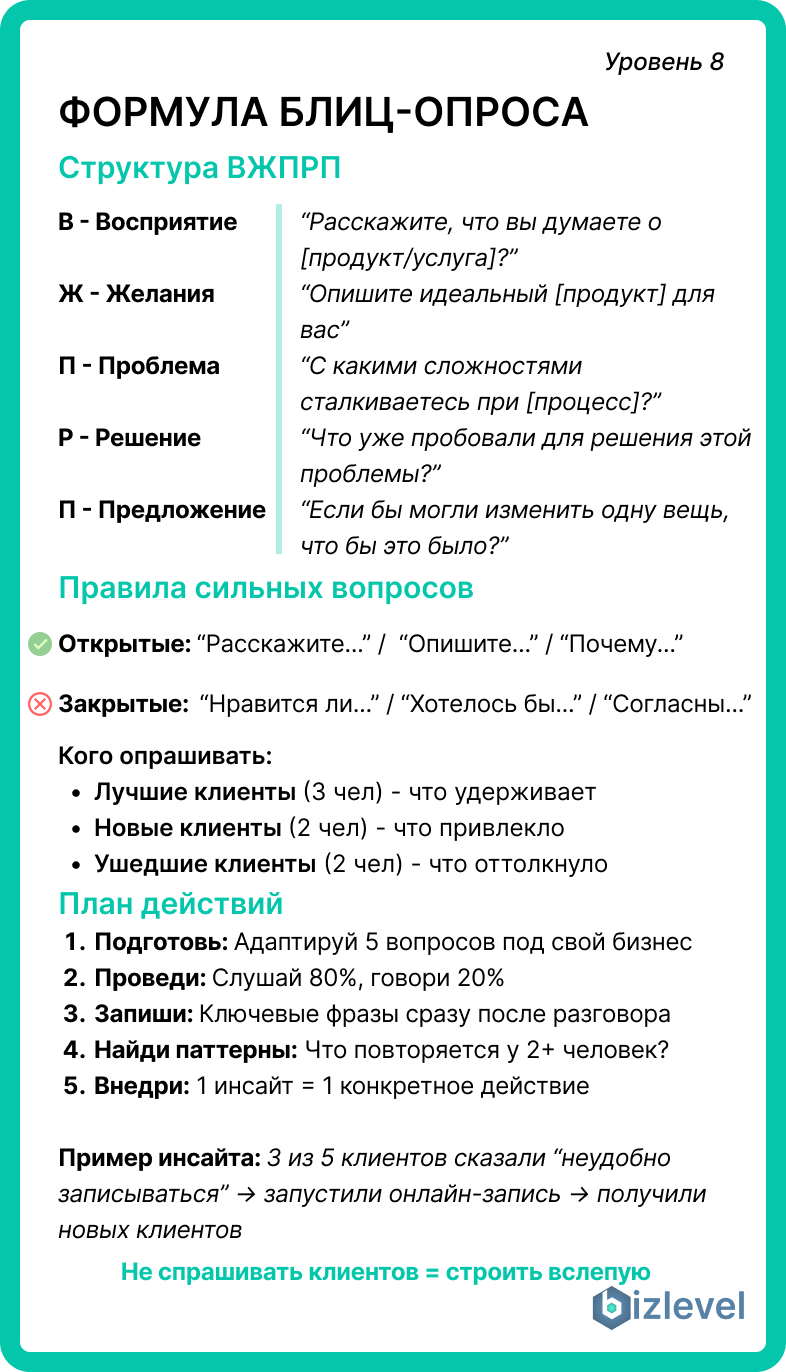 Уровень 8
ФОРМУЛА БЛИЦ-ОПРОСА
Структура ВЖПРП
В - Восприятие
“Расскажите, что вы думаете о
[продукт/услуга]?”
Ж - Желания
“Опишите идеальный [продукт] для
вас”
П - Проблема
“С какими сложностями
сталкиваетесь при [процесс]?”
Р - Решение
“Что уже пробовали для решения этой
проблемы?”
П - Предложение
“Если бы могли изменить одну вещь,
что бы это было?”
Правила сильных вопросов
Открытые: “Расскажите...” / “Опишите...” / “Почему...”
Закрытые: “Нравится ли...” / “Хотелось бы...” / “Согласны...”
Кого опрашивать:
• Лучшие клиенты (3 чел) - что удерживает
• Новые клиенты (2 чел) - что привлекло
• Ушедшие клиенты (2 чел) - что оттолкнуло
План действий
1. Подготовь: Адаптируй 5 вопросов под свой бизнес
2. Проведи: Слушай 80%, говори 20%
3. Запиши: Ключевые фразы сразу после разговора
4. Найди паттерны: Что повторяется у 2+ человек?
5. Внедри: 1 инсайт = 1 конкретное действие
Пример инсайта: 3 из 5 клиентов сказали “неудобно
записываться” → запустили онлайн-запись → получили
новых клиентов
Не спрашивать клиентов = строить вслепую
bizlevel